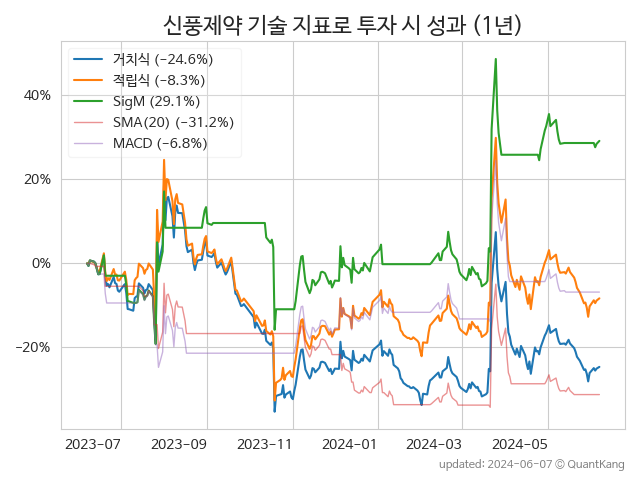 신풍제약 기술 지표로 투자 시 성과 (1년)
거치식 (−24.6%)
적립식 (−8.3%)
SigM (29.1%)
SMA(20) (−31.2%)
MACD (−6.8%)
40%
20%
0%
−20%
2023-07 2023-09 2023-11 2024-01 2024-03 2024-05
updated: 2024-06-07 © QuantKang